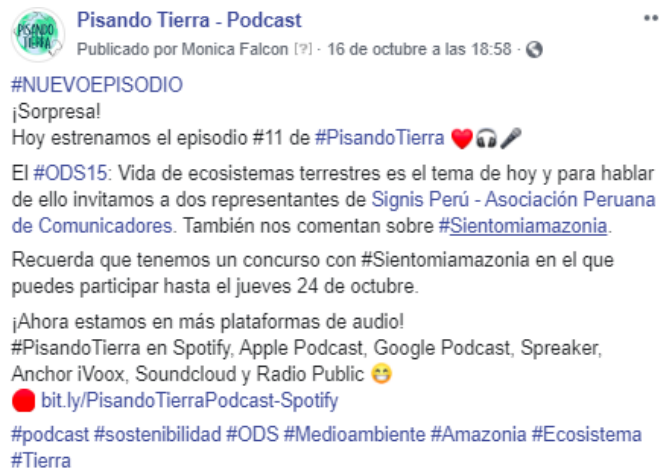 PISANDO
TIERRA
Pisando Tierra - Podcast
Publicado por Monica Falcon [?] · 16 de octubre a las 18:58 ·
#NUEVOEPISODIO
¡Sorpresa!
Hoy estrenamos el episodio #11 de #PisandoTierra ❤️🎧🎤
El #ODS15: Vida de ecosistemas terrestres es el tema de hoy y para hablar
de ello invitamos a dos representantes de Signis Perú - Asociación Peruana
de Comunicadores. También nos comentan sobre #Sientomiamazonia.
Recuerda que tenemos un concurso con #Sientomiamazonia en el que
puedes participar hasta el jueves 24 de octubre.
¡Ahora estamos en más plataformas de audio!
#PisandoTierra en Spotify, Apple Podcast, Google Podcast, Spreaker,
Anchor iVoox, Soundcloud y Radio Public 😁
🔴 bit.ly/PisandoTierraPodcast-Spotify
#podcast #sostenibilidad #ODS #Medioambiente #Amazonia #Ecosistema
#Tierra